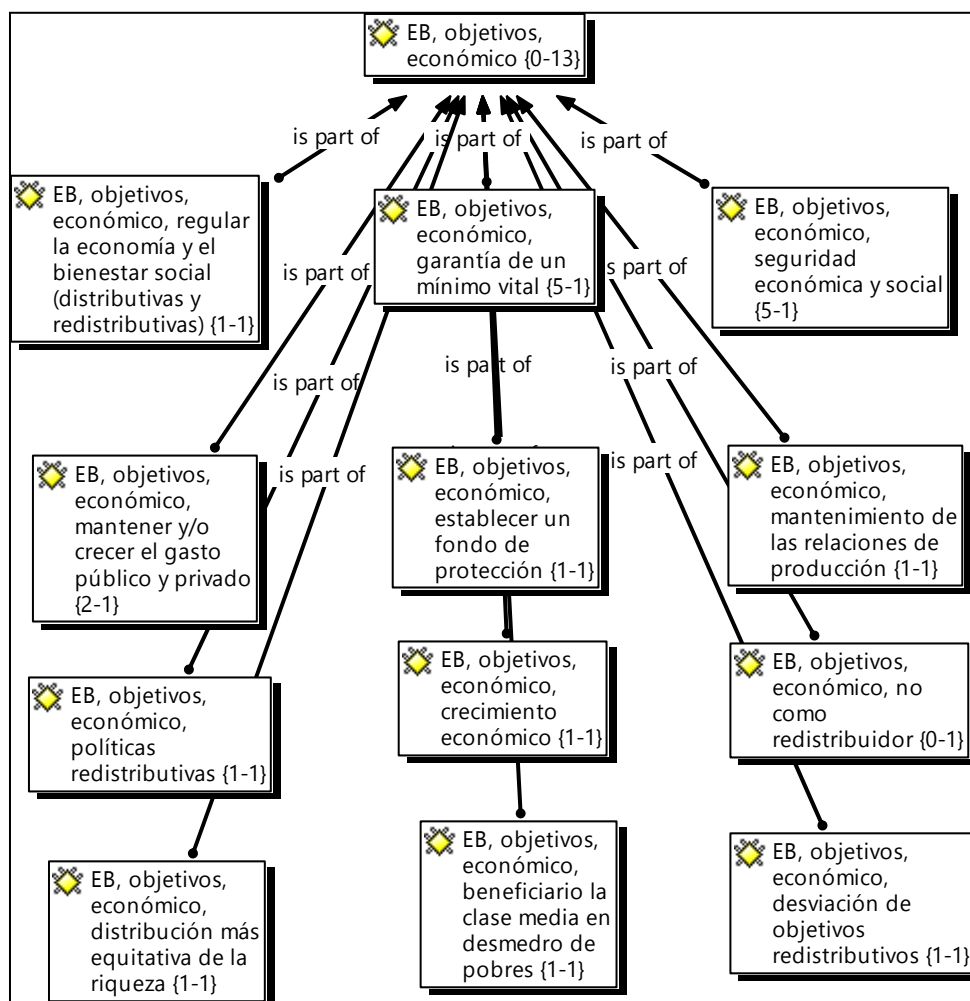 EB, objetivos,
económico {0-13}
is part of
is part of
is part of
is part of
EB, objetivos,
económico, regular
la economía y el
bienestar social
(distributivas y
redistributivas) {1-1}
EB, objetivos,
económico,
garantía de un
mínimo vital {5-1}
EB, objetivos,
económico,
seguridad
económica y social
{5-1}
is part of
is part of
is part of
is part of
is part of
is part of
is part of
EB, objetivos,
económico,
mantener y/o
crecer el gasto
público y privado
{2-1}
EB, objetivos,
económico,
establecer un
fondo de
protección {1-1}
EB, objetivos,
económico,
mantenimiento de
las relaciones de
producción {1-1}
EB, objetivos,
económico,
políticas
redistributivas {1-1}
EB, objetivos,
económico,
crecimiento
económico {1-1}
EB, objetivos,
económico, no
como
redistribuidor {0-1}
EB, objetivos,
económico,
distribución más
equitativa de la
riqueza {1-1}
EB, objetivos,
económico,
beneficiario la
clase media en
desmedro de
pobres {1-1}
EB, objetivos,
económico,
desviación de
objetivos
redistributivos {1-1}